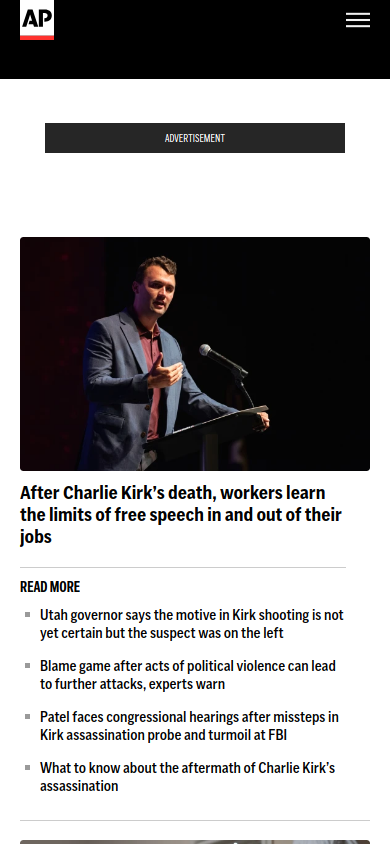 AP
ADVERTISEMENT
After Charlie Kirk's death, workers learn
the limits of free speech in and out of their
jobs
READ MORE
Utah governor says the motive in Kirk shooting is not
yet certain but the suspect was on the left
Blame game after acts of political violence can lead
to further attacks, experts warn
Patel faces congressional hearings after missteps in
Kirk assassination probe and turmoil at FBI
What to know about the aftermath of Charlie Kirk's
assassination